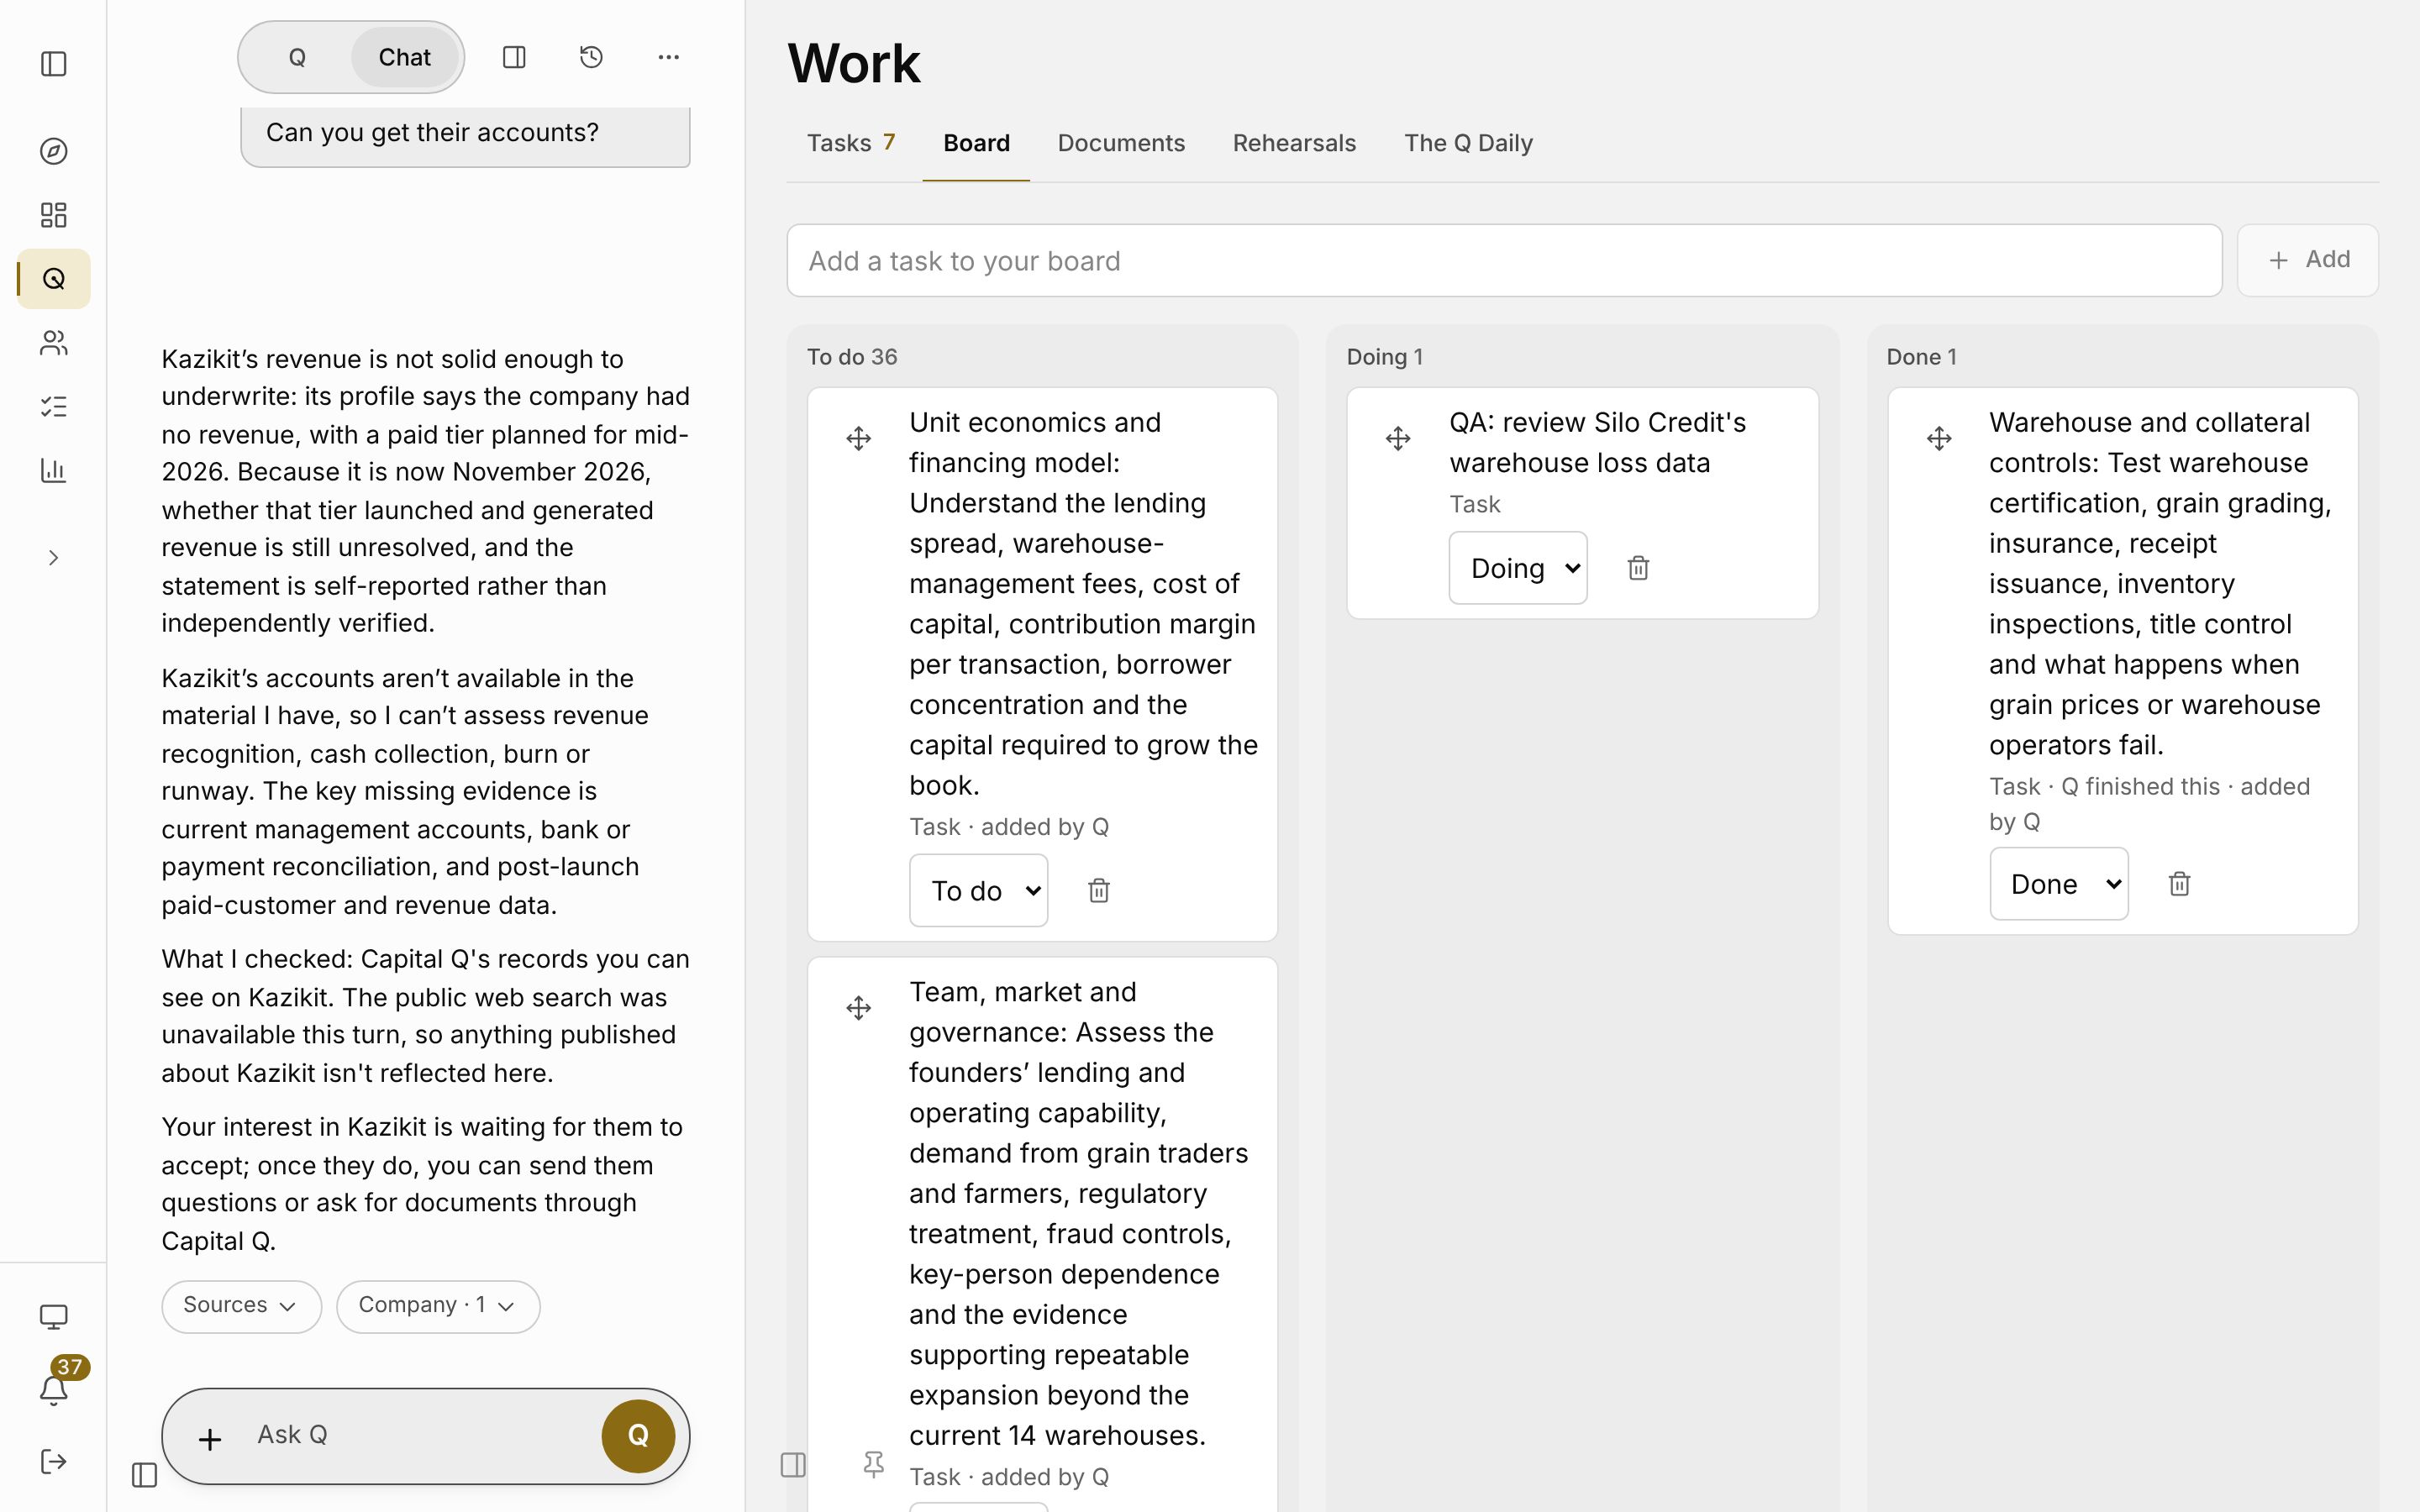 Q
Chat
Can you get their accounts?
Kazikit’s revenue is not solid enough to
underwrite: its profile says the company had
no revenue, with a paid tier planned for mid-
2026. Because it is now November 2026,
whether that tier launched and generated
revenue is still unresolved, and the
statement is self-reported rather than
independently verified.
Kazikit’s accounts aren’t available in the
material I have, so I can’t assess revenue
recognition, cash collection, burn or
runway. The key missing evidence is
current management accounts, bank or
payment reconciliation, and post-launch
paid-customer and revenue data.
What I checked: Capital Q's records you can
see on Kazikit. The public web search was
unavailable this turn, so anything published
about Kazikit isn't reflected here.
Your interest in Kazikit is waiting for them to
accept; once they do, you can send them
questions or ask for documents through
Capital Q.
Sources
Company · 1
Ask Q
Q
Q
37
Work
Tasks 7
Board
Documents
Rehearsals
The Q Daily
Add a task to your board
+ Add
To do 36
Unit economics and
financing model:
Understand the lending
spread, warehouse-
management fees, cost of
capital, contribution margin
per transaction, borrower
concentration and the
capital required to grow the
book.
Task · added by Q
To do
Team, market and
governance: Assess the
founders’ lending and
operating capability,
demand from grain traders
and farmers, regulatory
treatment, fraud controls,
key-person dependence
and the evidence
supporting repeatable
expansion beyond the
current 14 warehouses.
Task · added by Q
Doing 1
QA: review Silo Credit's
warehouse loss data
Task
Doing
Done 1
Warehouse and collateral
controls: Test warehouse
certification, grain grading,
insurance, receipt
issuance, inventory
inspections, title control
and what happens when
grain prices or warehouse
operators fail.
Task · Q finished this · added
by Q
Done